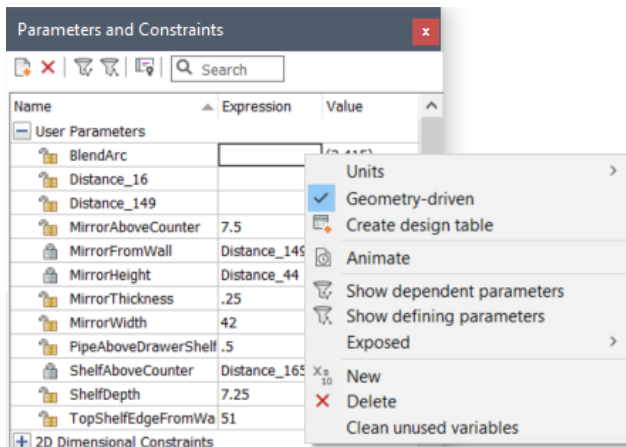 Parameters and Constraints
x
Search
Name Expression Value
User Parameters
BlendArc
Distance_16
Distance_149
MirrorAboveCounter 7.5
MirrorFromWall Distance_149
MirrorHeight Distance_44
MirrorThickness .25
MirrorWidth 42
PipeAboveDrawerShelf .5
ShelfAboveCounter Distance_165
ShelfDepth 7.25
TopShelfEdgeFromWa 51
2D Dimensional Constraints
Units
Geometry-driven
Create design table
Animate
Show dependent parameters
Show defining parameters
Exposed
New
Delete
Clean unused variables